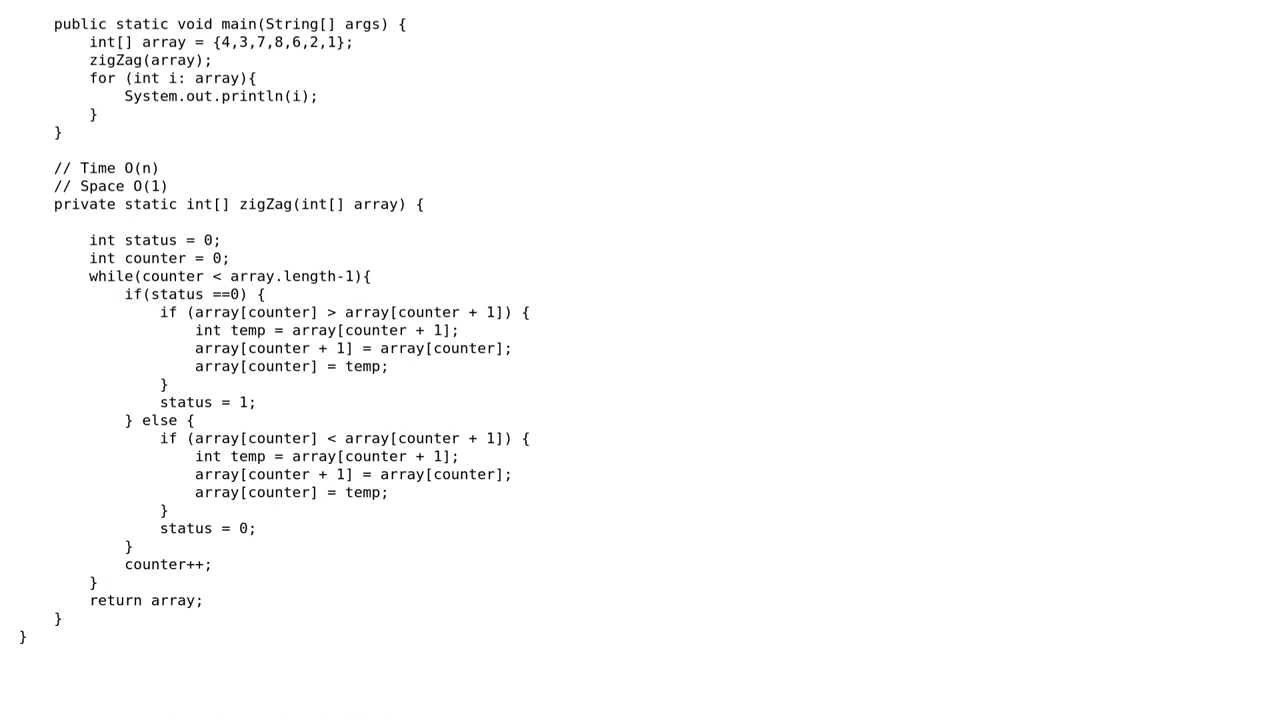 public static void main(String[] args) {
int[] array = {4,3,7,8,6,2,1};
zigZag(array);
for (int i: array){
System.out.println(i);
}
}
// Time O(n)
// Space O(1)
private static int[] zigZag(int[] array) {
int status = 0;
int counter = 0;
while(counter < array.length-1){
if(status ==0) {
if (array[counter] > array[counter + 1]) {
int temp = array[counter + 1];
array[counter + 1] = array[counter];
array[counter] = temp;
}
status = 1;
} else {
if (array[counter] < array[counter + 1]) {
int temp = array[counter + 1];
array[counter + 1] = array[counter];
array[counter] = temp;
}
status = 0;
}
counter++;
}
return array;
}
}